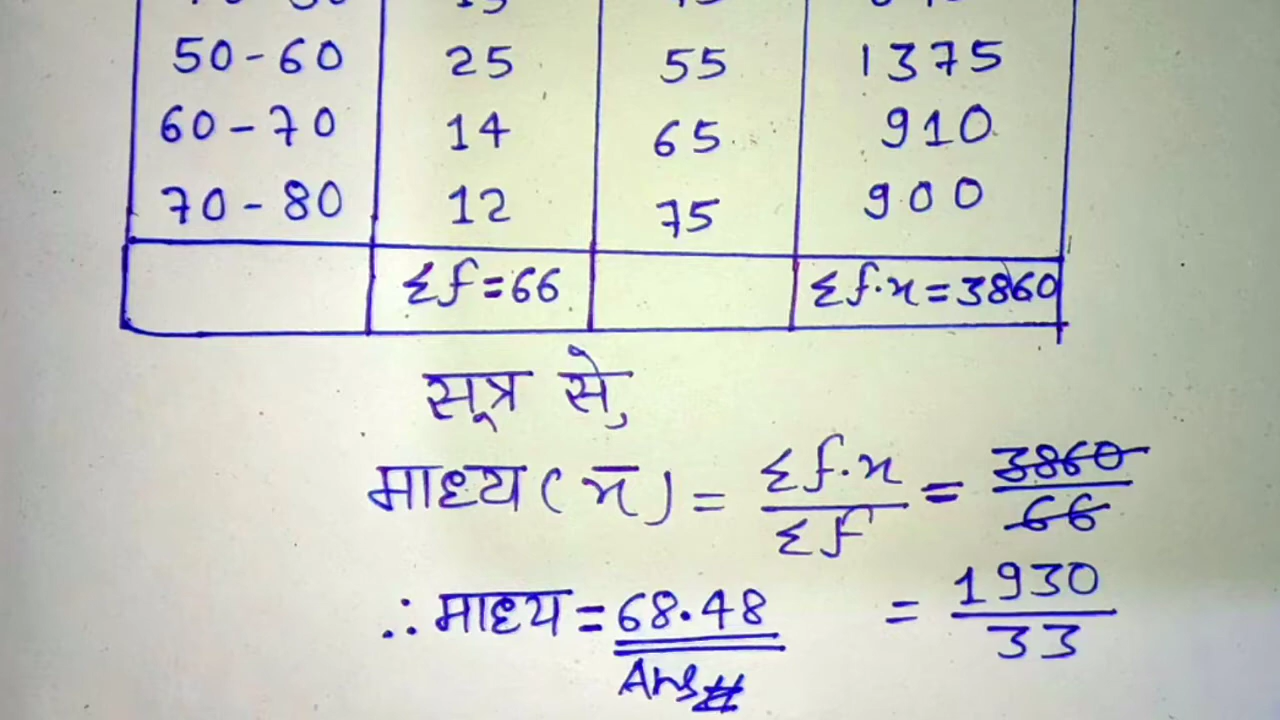 50-60 25 55 1375
60-70 14 65 910
70-80 12 75 900
Σf=66 Σf·x=3860
सूत्र से,
माध्य(x̄) = Σf·x / Σf = 3860 / 66
∴ माध्य = 68.48 = 1930 / 33
Ans